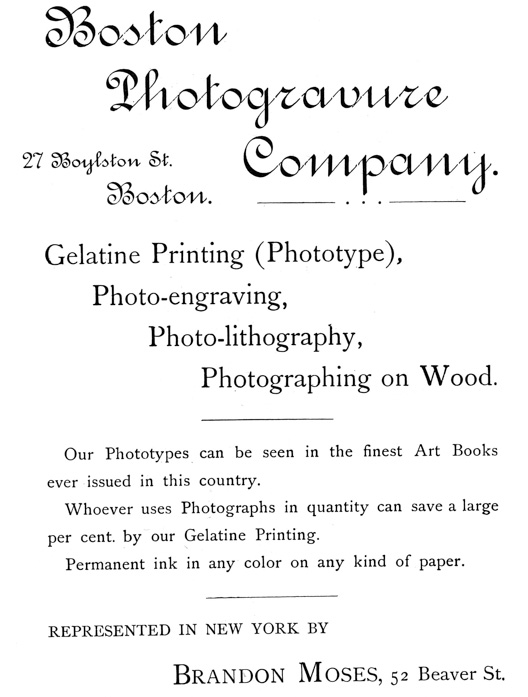 Boston
Photogravure
27 Boylston St. Company.
Boston.
Gelatine Printing (Phototype),
Photo-engraving,
Photo-lithography,
Photographing on Wood.
Our Phototypes can be seen in the finest Art Books
ever issued in this country.
Whoever uses Photographs in quantity can save a large
per cent. by our Gelatine Printing.
Permanent ink in any color on any kind of paper.
REPRESENTED IN NEW YORK BY
BRANDON MOSES, 52 Beaver St.